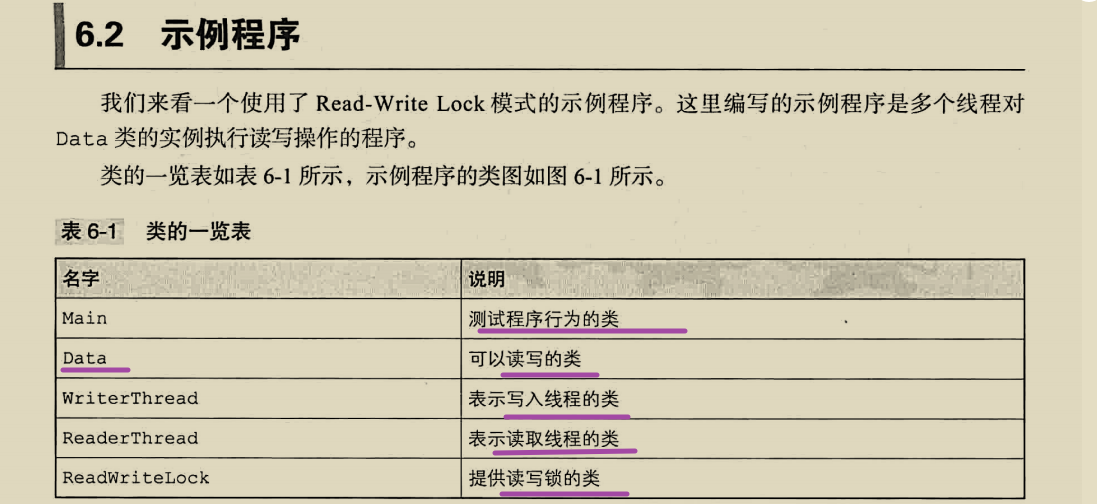 6.2 示例程序
我们来看一个使用了 Read-Write Lock 模式的示例程序。这里编写的示例程序是多个线程对
Data 类的实例执行读写操作的程序。
类的一览表如表 6-1 所示，示例程序的类图如图 6-1 所示。
表 6-1 类的一览表
名字 说明
Main 测试程序行为的类
Data 可以读写的类
WriterThread 表示写入线程的类
ReaderThread 表示读取线程的类
ReadWriteLock 提供读写锁的类